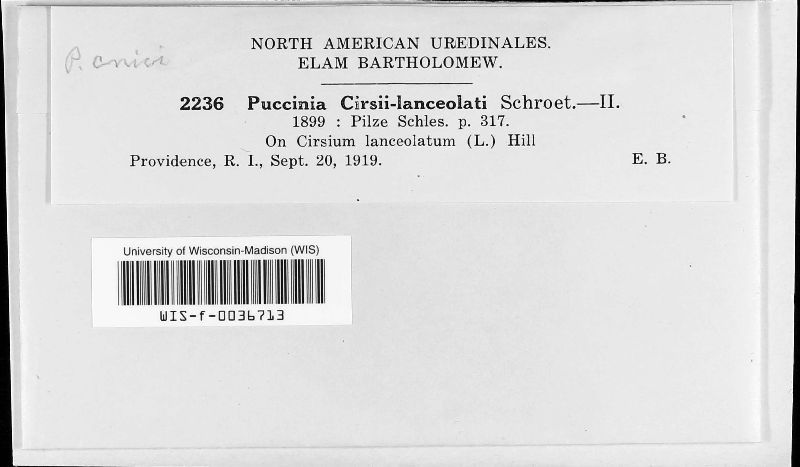 P. cnici
NORTH AMERICAN UREDINALES.
ELAM BARTHOLOMEW.
2236 Puccinia Cirsii-lanceolati Schroet.—II.
1899 : Pilze Schles. p. 317.
On Cirsium lanceolatum (L.) Hill
Providence, R. I., Sept. 20, 1919. E. B.
University of Wisconsin-Madison (WIS)
WIS-f-0036713